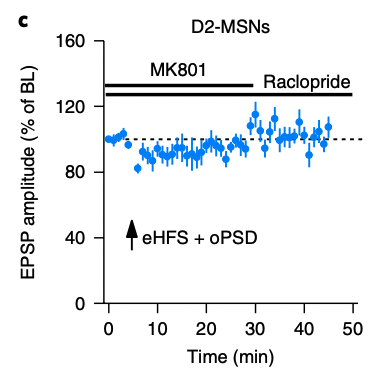 c
D2-MSNs
MK801
Raclopride
EPSP amplitude (% of BL)
160
120
80
40
0
eHFS + oPSD
0 10 20 30 40 50
Time (min)